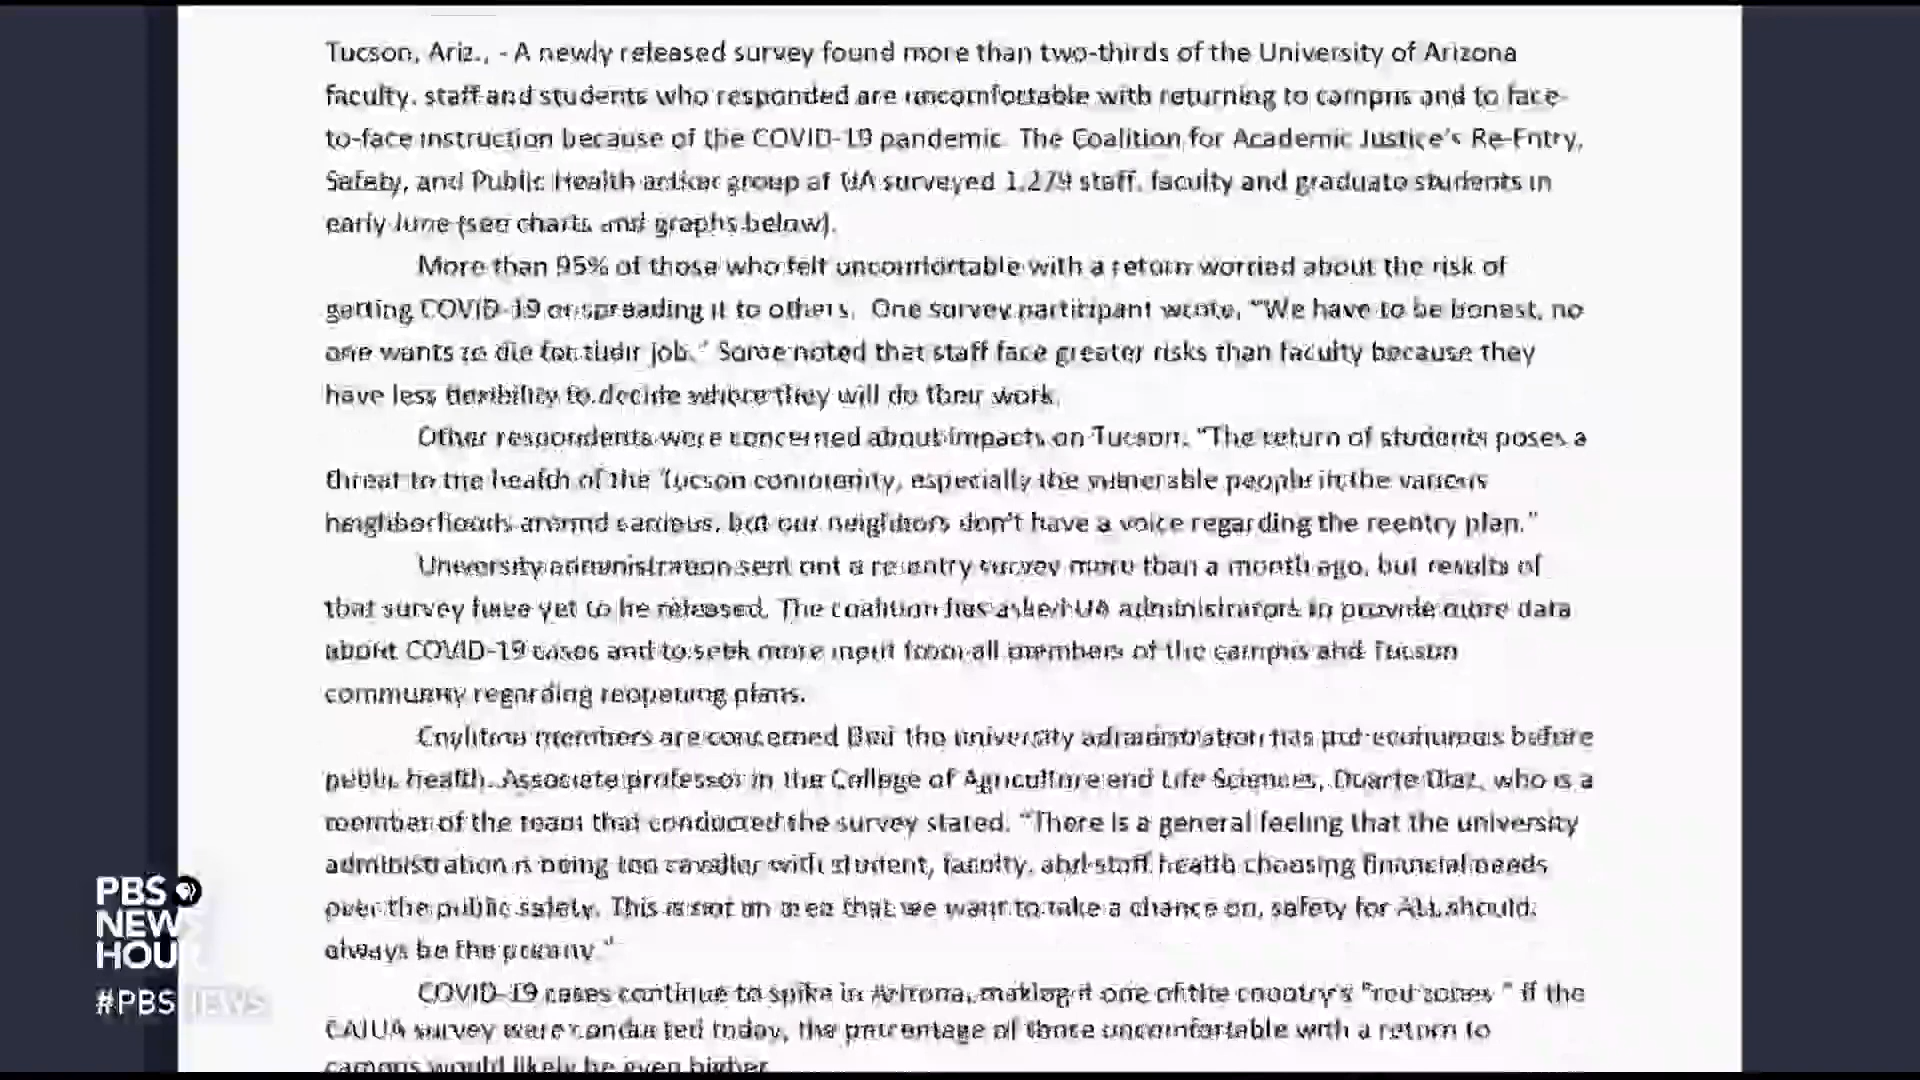 Tucson, Ariz., - A newly released survey found more than two-thirds of the University of Arizona
faculty, staff and students who responded are uncomfortable with returning to campus and to face-
to-face instruction because of the COVID-19 pandemic. The Coalition for Academic Justice's Re-Entry,
Safety, and Public Health action group at UA surveyed 1,279 staff, faculty and graduate students in
early June (see charts and graphs below).
More than 95% of those who felt uncomfortable with a return worried about the risk of
getting COVID-19 or spreading it to others. One survey participant wrote, "We have to be honest, no
one wants to die for their job." Some noted that staff face greater risks than faculty because they
have less flexibility to decide where they will do their work.
Other respondents were concerned about impacts on Tucson. "The return of students poses a
threat to the health of the Tucson community, especially the vulnerable people in the various
neighborhoods around campus, but our neighbors don't have a voice regarding the reentry plan."
University administration sent out a re-entry survey more than a month ago, but results of
that survey have yet to be released. The coalition has asked UA administrators to provide more data
about COVID-19 cases and to seek more input from all members of the campus and Tucson
community regarding reopening plans.
Coalition members are concerned that the university administration has put economics before
public health. Associate professor in the College of Agriculture and Life Sciences, Duarte Diaz, who is a
member of the team that conducted the survey stated, "There is a general feeling that the university
administration is being too cavalier with student, faculty, and staff health choosing financial needs
over the public safety. This is not an area that we want to take a chance on, safety for ALL should
always be the priority."
COVID-19 cases continue to spike in Arizona, making it one of the country's "red zones." If the
CAJUA survey were conducted today, the percentage of those uncomfortable with a return to
campus would likely be even higher.
PBS
NEWS
HOUR
#PBSNEWS